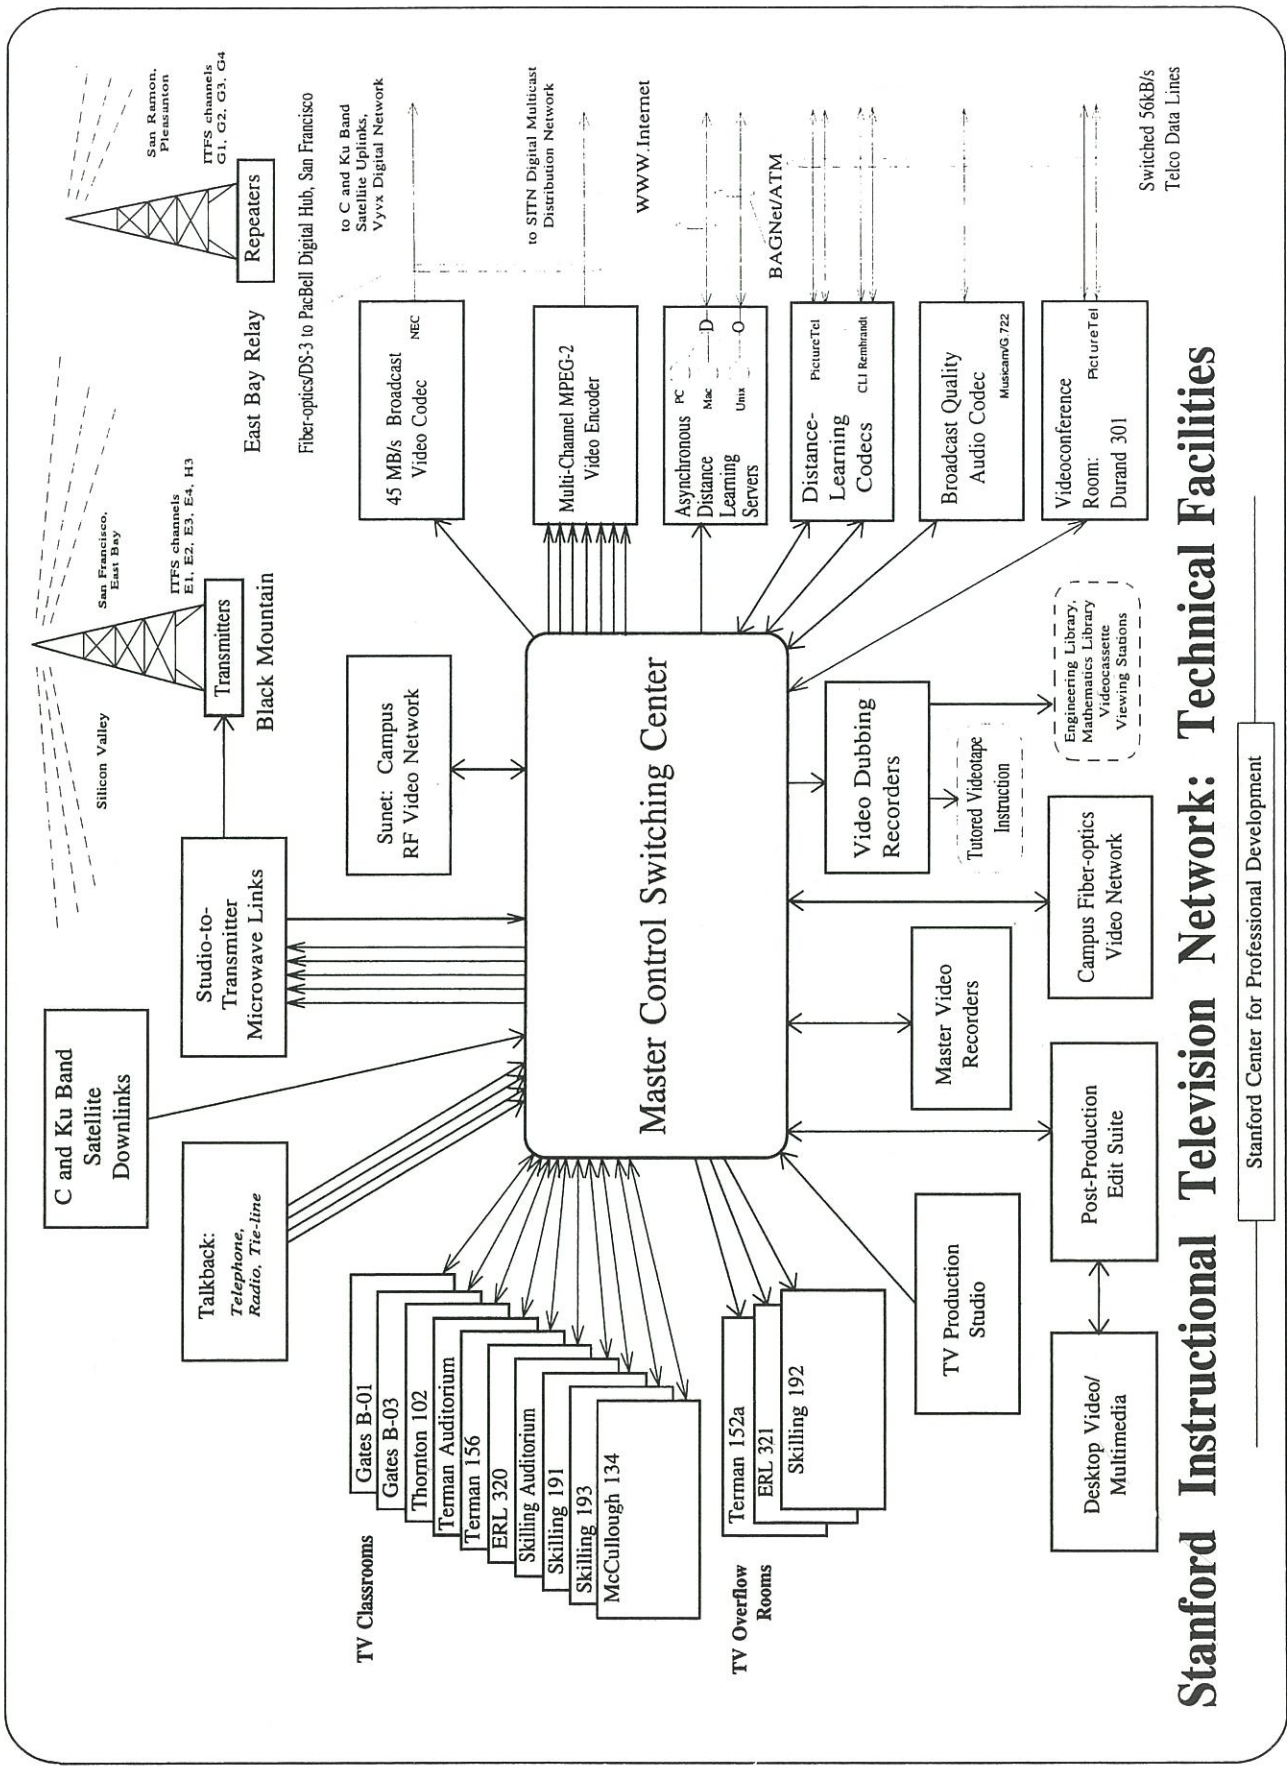 San Ramon,
Pleasanton
ITFS channels
G1, G2, G3, G4
Repeaters
East Bay Relay
San Francisco,
East Bay
ITFS channels
E1, E2, E3, E4, H3
Transmitters
Black Mountain
Silicon Valley
C and Ku Band
Satellite
Downlinks
Studio-to-
Transmitter
Microwave Links
Talkback:
Telephone,
Radio, Tie-line
Sunet: Campus
RF Video Network
Fiber-optics/DS-3 to PacBell Digital Hub, San Francisco
to C and Ku Band
Satellite Uplinks,
Vyvx Digital Network
45 MB/s Broadcast
Video Codec
NEC
to SITN Digital Multicast
Distribution Network
Multi-Channel MPEG-2
Video Encoder
WWW.Internet
Asynchronous
Distance
Learning
Servers
PC
Mac
Unix
D
O
BAGNet/ATM
Distance-
Learning
Codecs
PictureTel
CLI Rembrandt
Broadcast Quality
Audio Codec
Musicam/G 722
Videoconference
Room:
Durand 301
PictureTel
Switched 56kB/s
Telco Data Lines
Master Control Switching Center
TV Classrooms
Gates B-01
Gates B-03
Thornton 102
Terman Auditorium
Terman 156
ERL 320
Skilling Auditorium
Skilling 191
Skilling 193
McCullough 134
TV Overflow
Rooms
Terman 152a
ERL 321
Skilling 192
TV Production
Studio
Desktop Video/
Multimedia
Post-Production
Edit Suite
Master Video
Recorders
Campus Fiber-optics
Video Network
Video Dubbing
Recorders
Tutored Videotape
Instruction
Engineering Library,
Mathematics Library
Videocassette
Viewing Stations
Stanford Instructional Television Network: Technical Facilities
Stanford Center for Professional Development